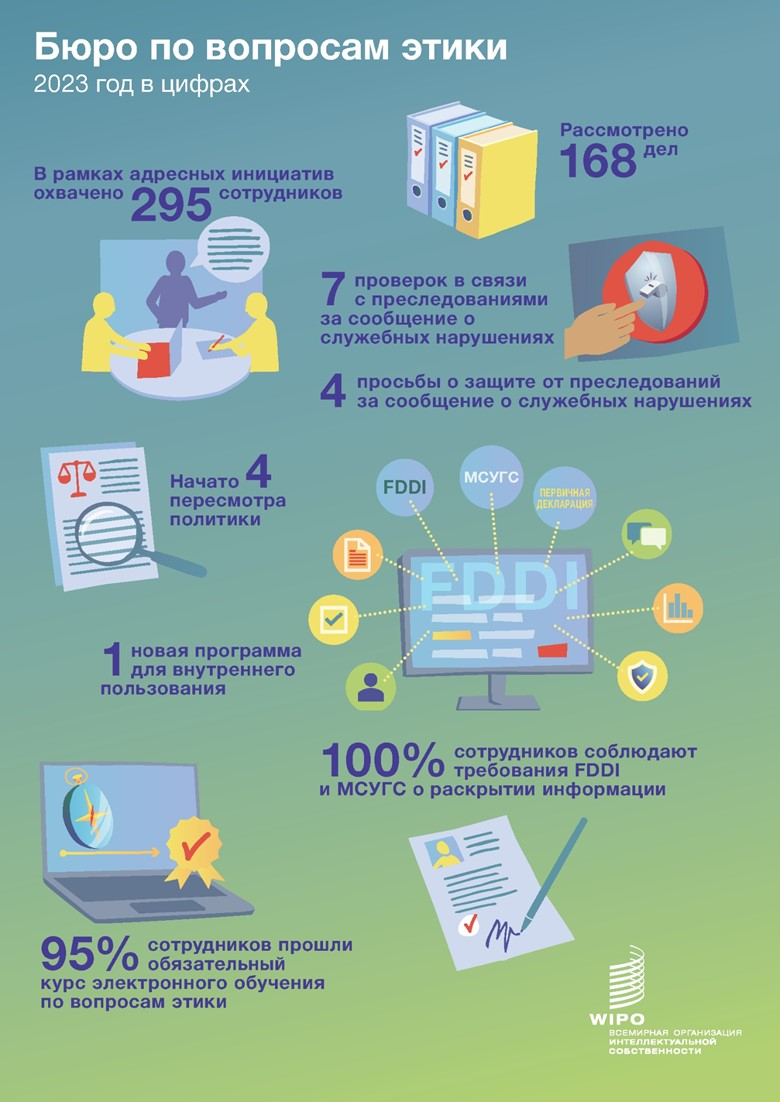 Бюро по вопросам этики
2023 год в цифрах
Рассмотрено
168 дел
В рамках адресных инициатив
охвачено 295 сотрудников
7 проверок в связи
с преследованиями
за сообщение о
служебных нарушениях
4 просьбы о защите от преследований
за сообщение о служебных нарушениях
Начато 4
пересмотра
политики
FDDI
МСУГС
ПЕРВИЧНАЯ
ДЕКЛАРАЦИЯ
FDDI
1 новая программа
для внутреннего
пользования
100% сотрудников соблюдают
требования FDDI
и МСУГС о раскрытии информации
95% сотрудников прошли
обязательный
курс электронного обучения
по вопросам этики
WIPO
ВСЕМИРНАЯ ОРГАНИЗАЦИЯ
ИНТЕЛЛЕКТУАЛЬНОЙ
СОБСТВЕННОСТИ